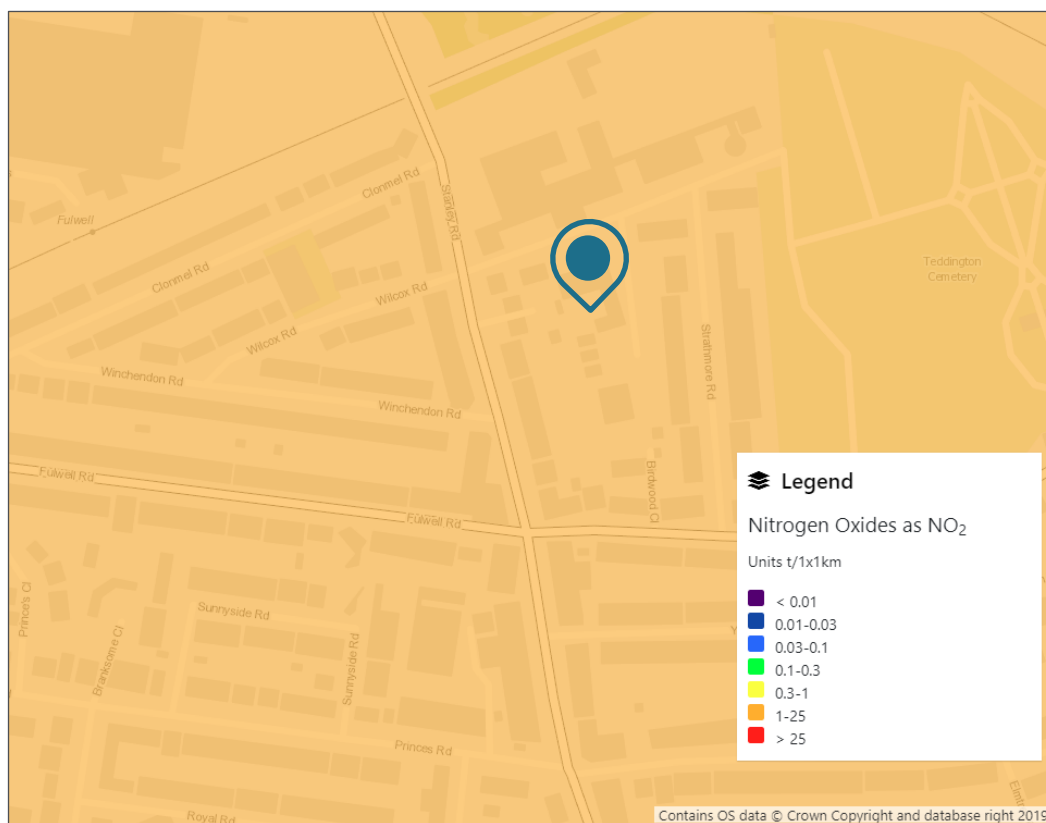 Clonmel Rd
Stanley Rd
Fulwell
Teddington
Cemetery
Clonmel Rd
Wilcox Rd
Wilcox Rd
Strathmore Rd
Winchendon Rd
Winchendon Rd
Fulwell Rd
Birdwood Cl
Fulwell Rd
Legend
Nitrogen Oxides as NO₂
Units t/1x1km
< 0.01
0.01-0.03
0.03-0.1
0.1-0.3
0.3-1
1-25
> 25
Prince's Cl
Sunnyside Rd
Branksome Cl
Sunnyside Rd
Princes Rd
Royal Rd
Contains OS data © Crown Copyright and database right 2019